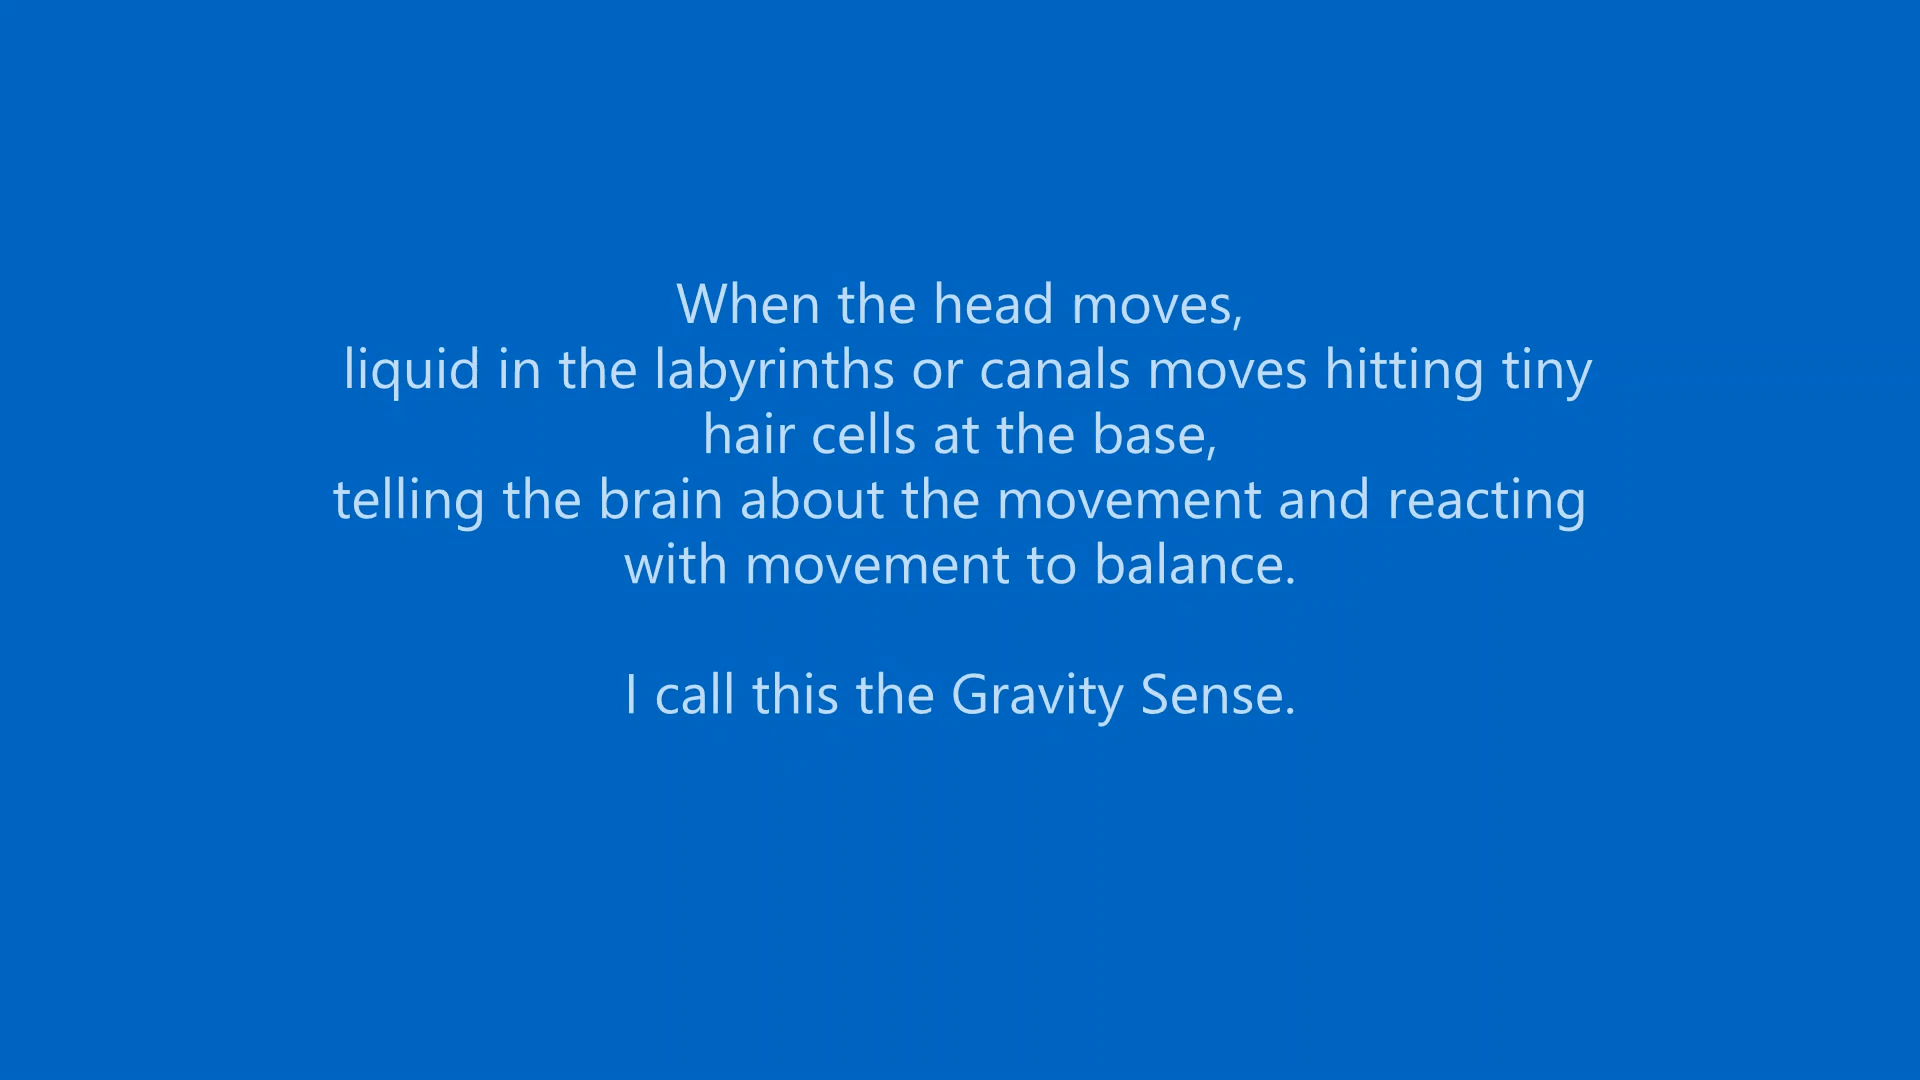 When the head moves,
liquid in the labyrinths or canals moves hitting tiny
hair cells at the base,
telling the brain about the movement and reacting
with movement to balance.
I call this the Gravity Sense.